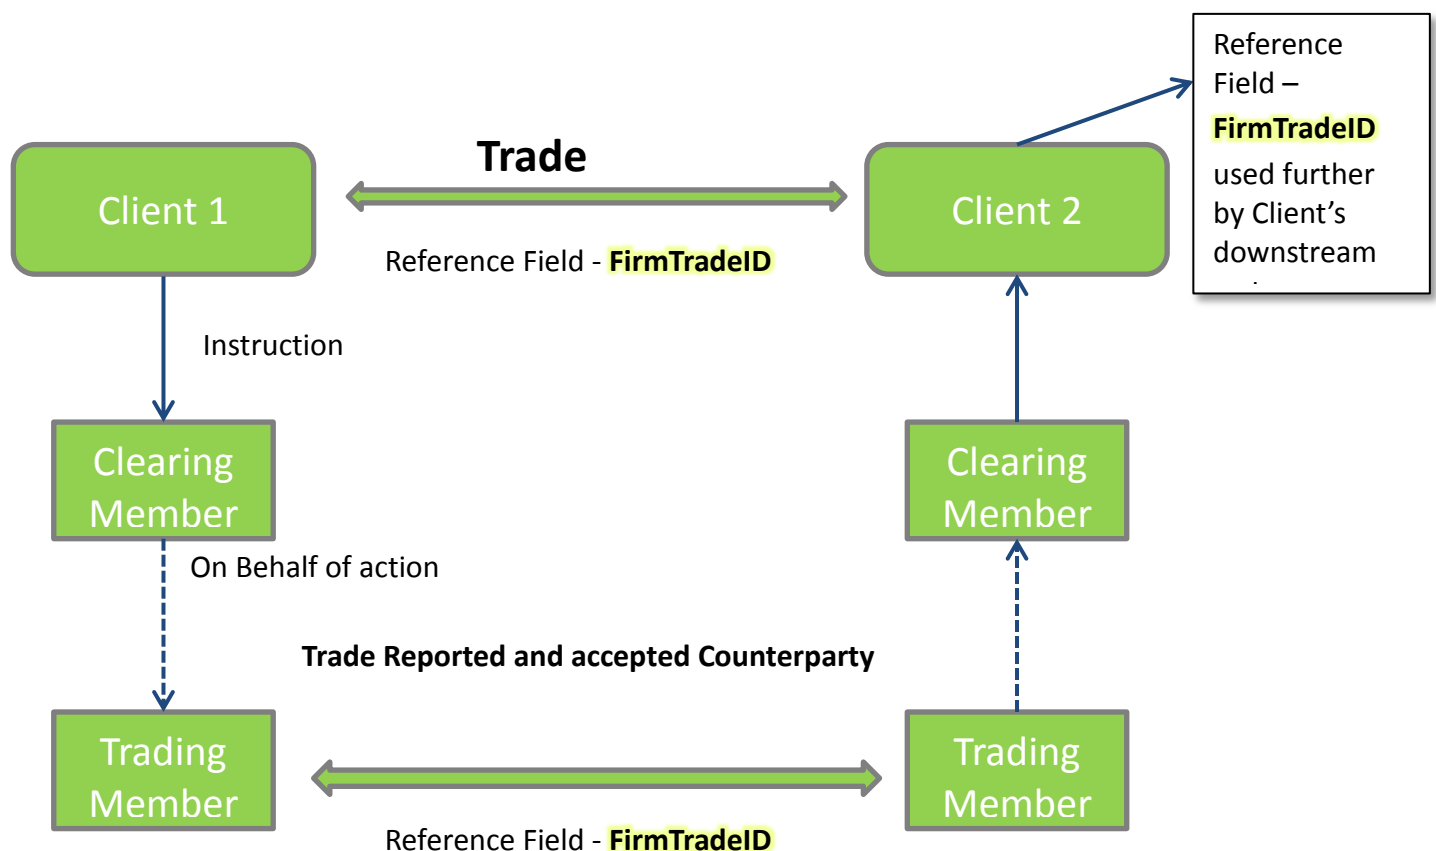 Reference
Field –
FirmTradeID
used further
by Client’s
downstream
Trade
Client 1
Client 2
Reference Field - FirmTradeID
Instruction
Clearing
Member
Clearing
Member
On Behalf of action
Trade Reported and accepted Counterparty
Trading
Member
Trading
Member
Reference Field - FirmTradeID